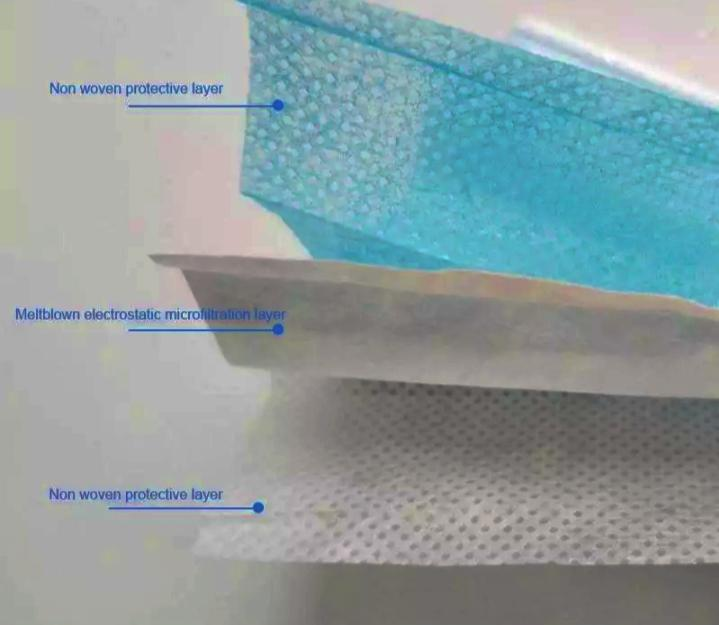 Non woven protective layer
Meltblown electrostatic microfiltration layer
Non woven protective layer